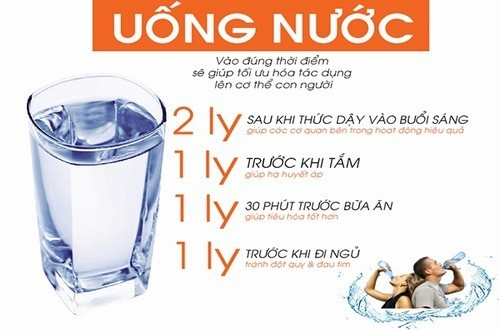 UỐNG NƯỚC
Vào đúng thời điểm
sẽ giúp tối ưu hóa tác dụng
lên cơ thể con người
2 ly SAU KHI THỨC DẬY VÀO BUỔI SÁNG
giúp các cơ quan bên trong hoạt động hiệu quả
1 ly TRƯỚC KHI TẮM
giúp hạ huyết áp
1 ly 30 PHÚT TRƯỚC BỮA ĂN
giúp tiêu hóa tốt hơn
1 ly TRƯỚC KHI ĐI NGỦ
tránh đột quỵ & đau tim